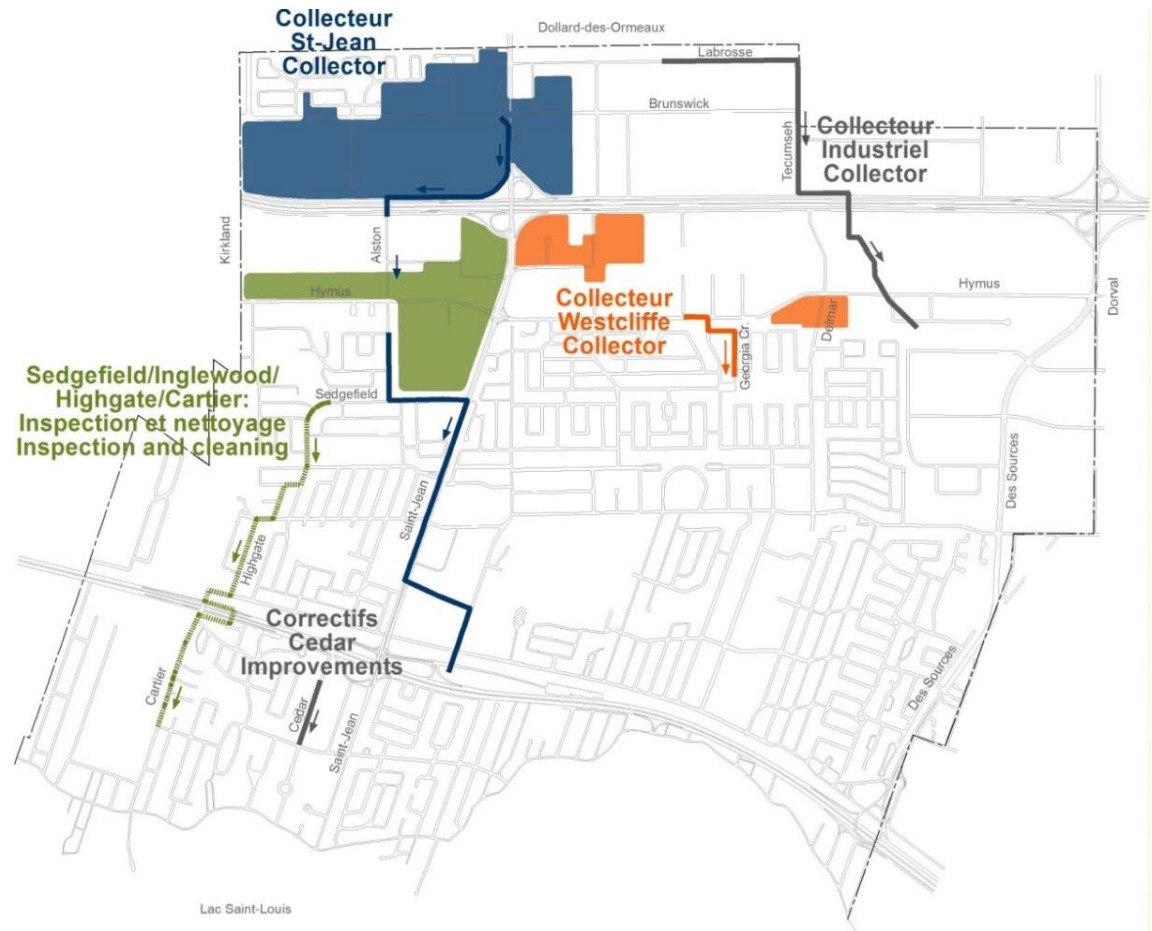 Collecteur
St-Jean
Collector
Dollard-des-Ormeaux
Labrosse
Brunswick
Tecumseh
Collecteur
Industriel
Collector
Kirkland
Alston
Hymus
Hymus
Dorval
Collecteur
Westcliffe
Collector
Georgia Cr.
Delmar
Sedgefield/Inglewood/
Highgate/Cartier:
Inspection et nettoyage
Inspection and cleaning
Sedgefield
Saint-Jean
Des Sources
Highgate
Correctifs
Cedar
Improvements
Cartier
Cedar
Saint-Jean
Des Sources
Lac Saint-Louis